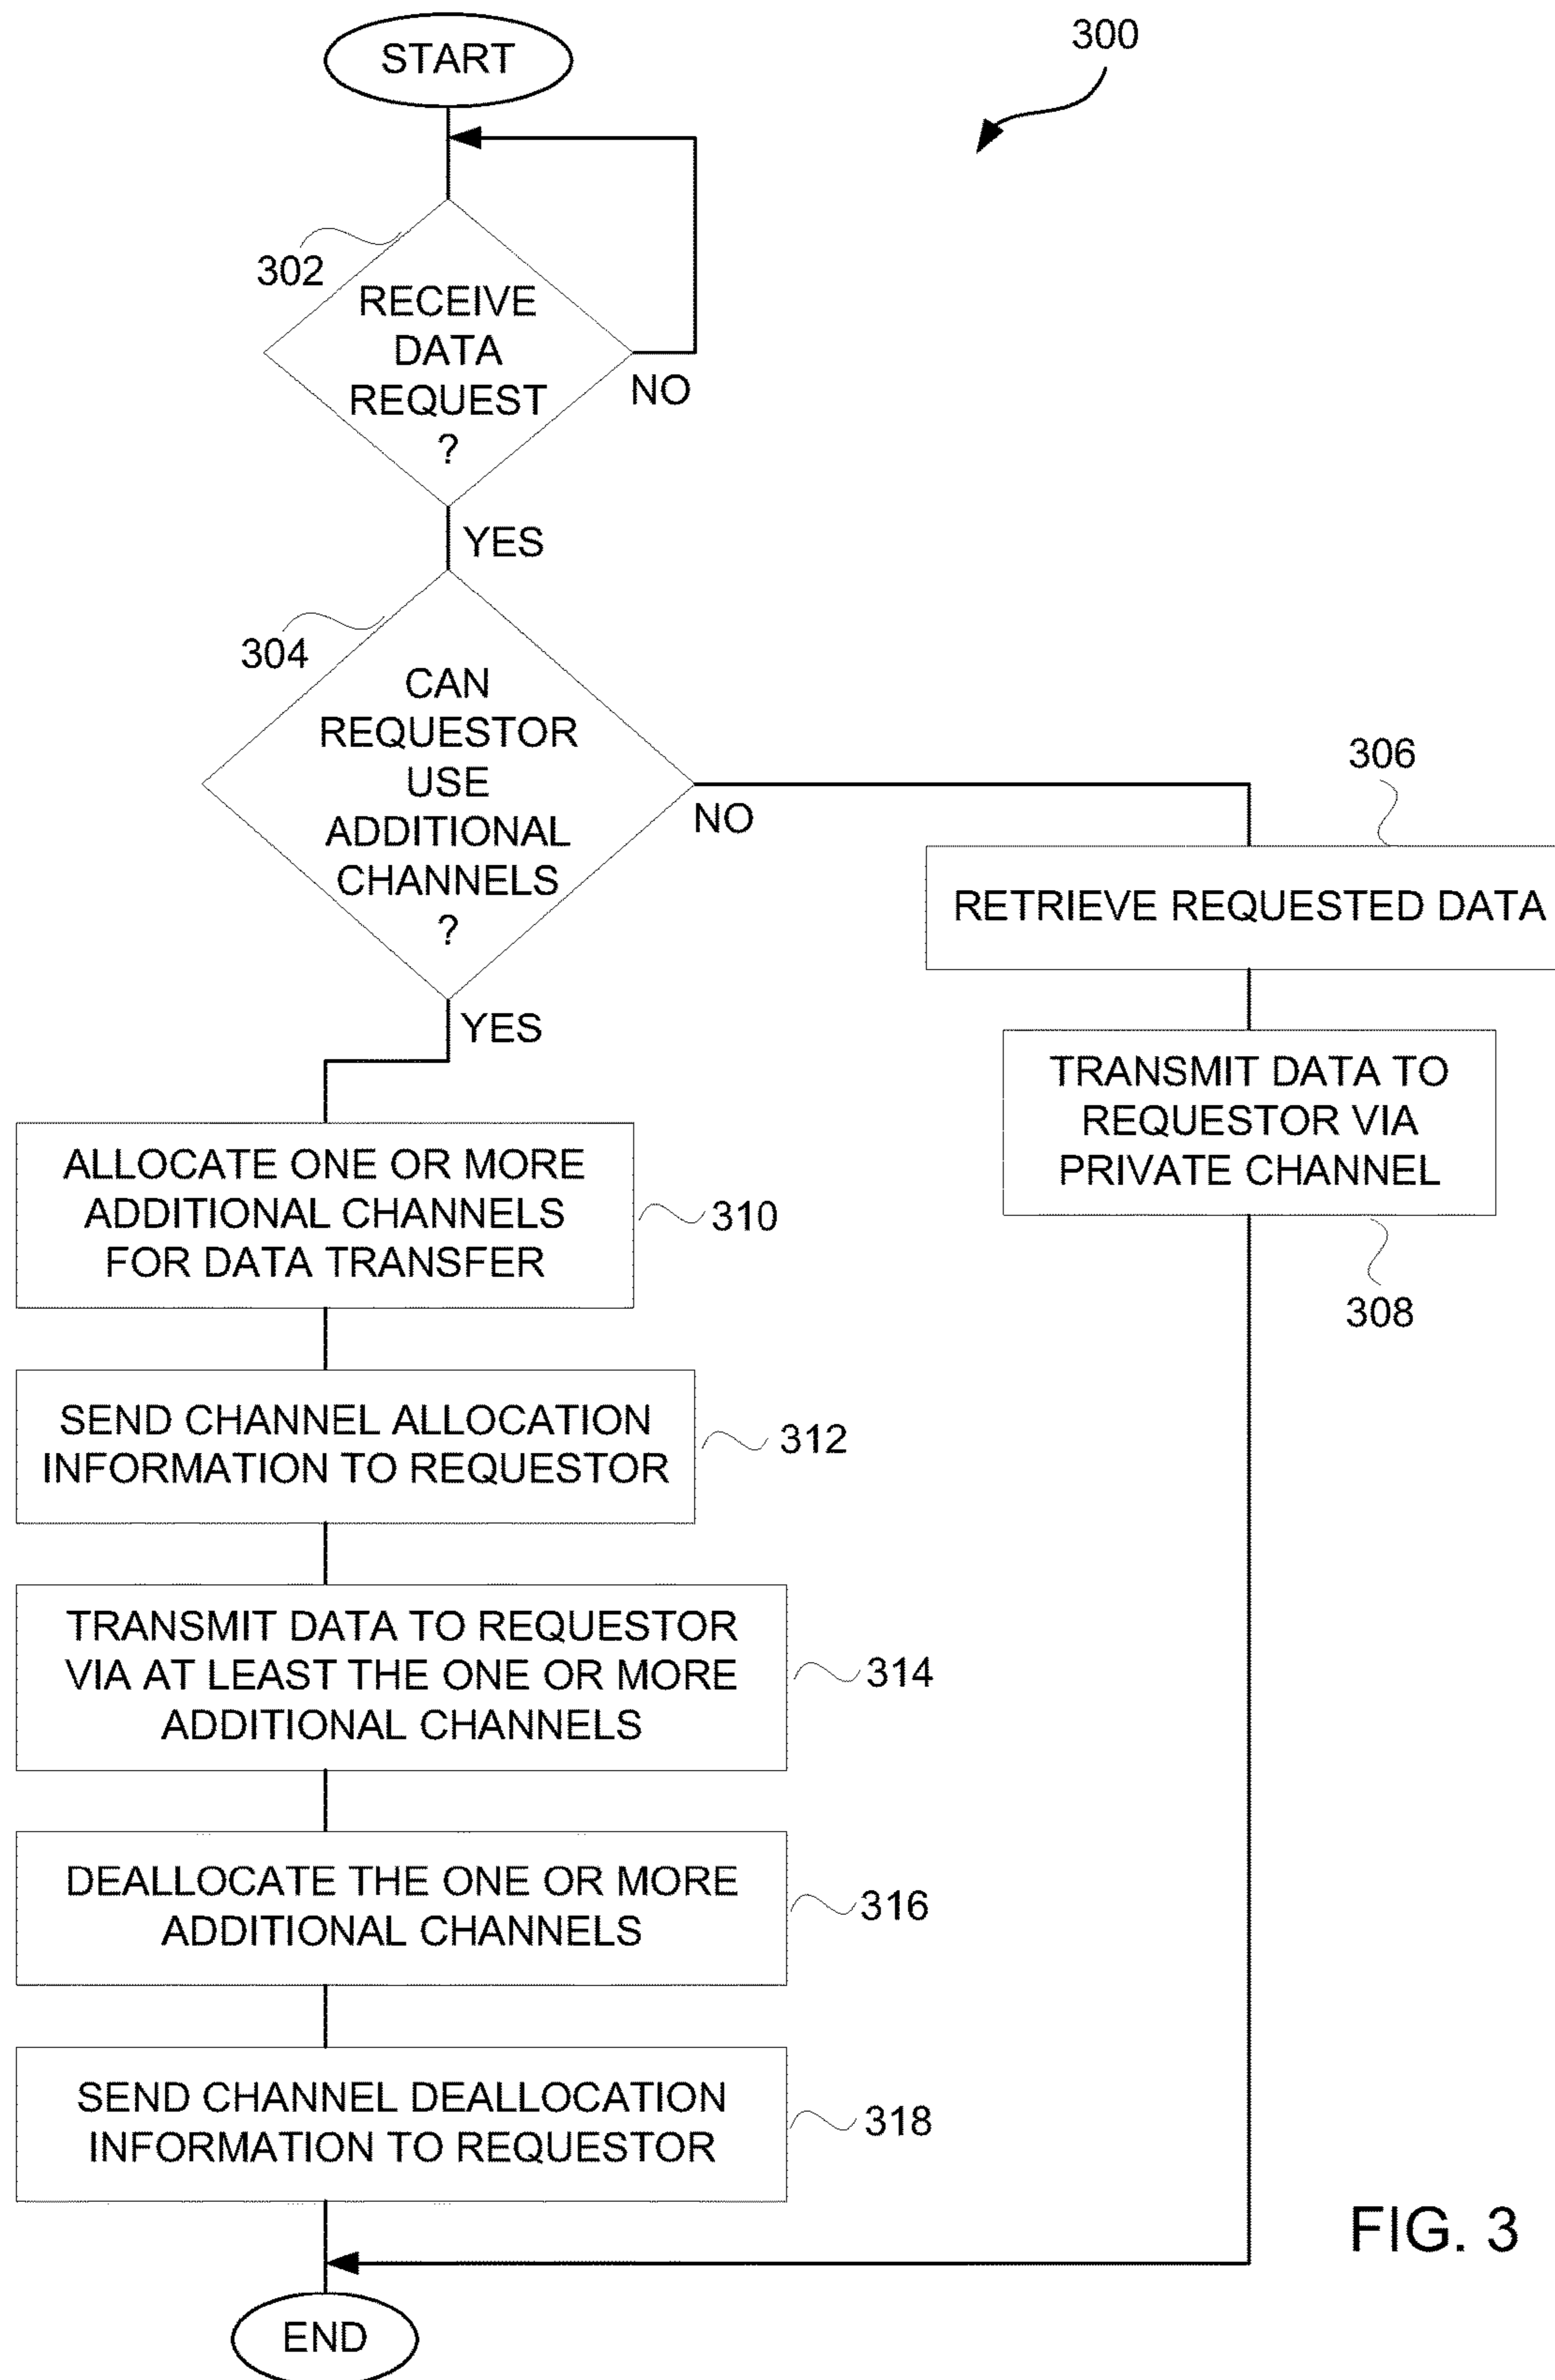 START
300
302
RECEIVE
DATA
REQUEST
?
NO
YES
304
CAN
REQUESTOR
USE
ADDITIONAL
CHANNELS
?
NO
YES
306
RETRIEVE REQUESTED DATA
TRANSMIT DATA TO
REQUESTOR VIA
PRIVATE CHANNEL
308
ALLOCATE ONE OR MORE
ADDITIONAL CHANNELS
FOR DATA TRANSFER
310
SEND CHANNEL ALLOCATION
INFORMATION TO REQUESTOR
312
TRANSMIT DATA TO REQUESTOR
VIA AT LEAST THE ONE OR MORE
ADDITIONAL CHANNELS
314
DEALLOCATE THE ONE OR MORE
ADDITIONAL CHANNELS
316
SEND CHANNEL DEALLOCATION
INFORMATION TO REQUESTOR
318
END
FIG. 3